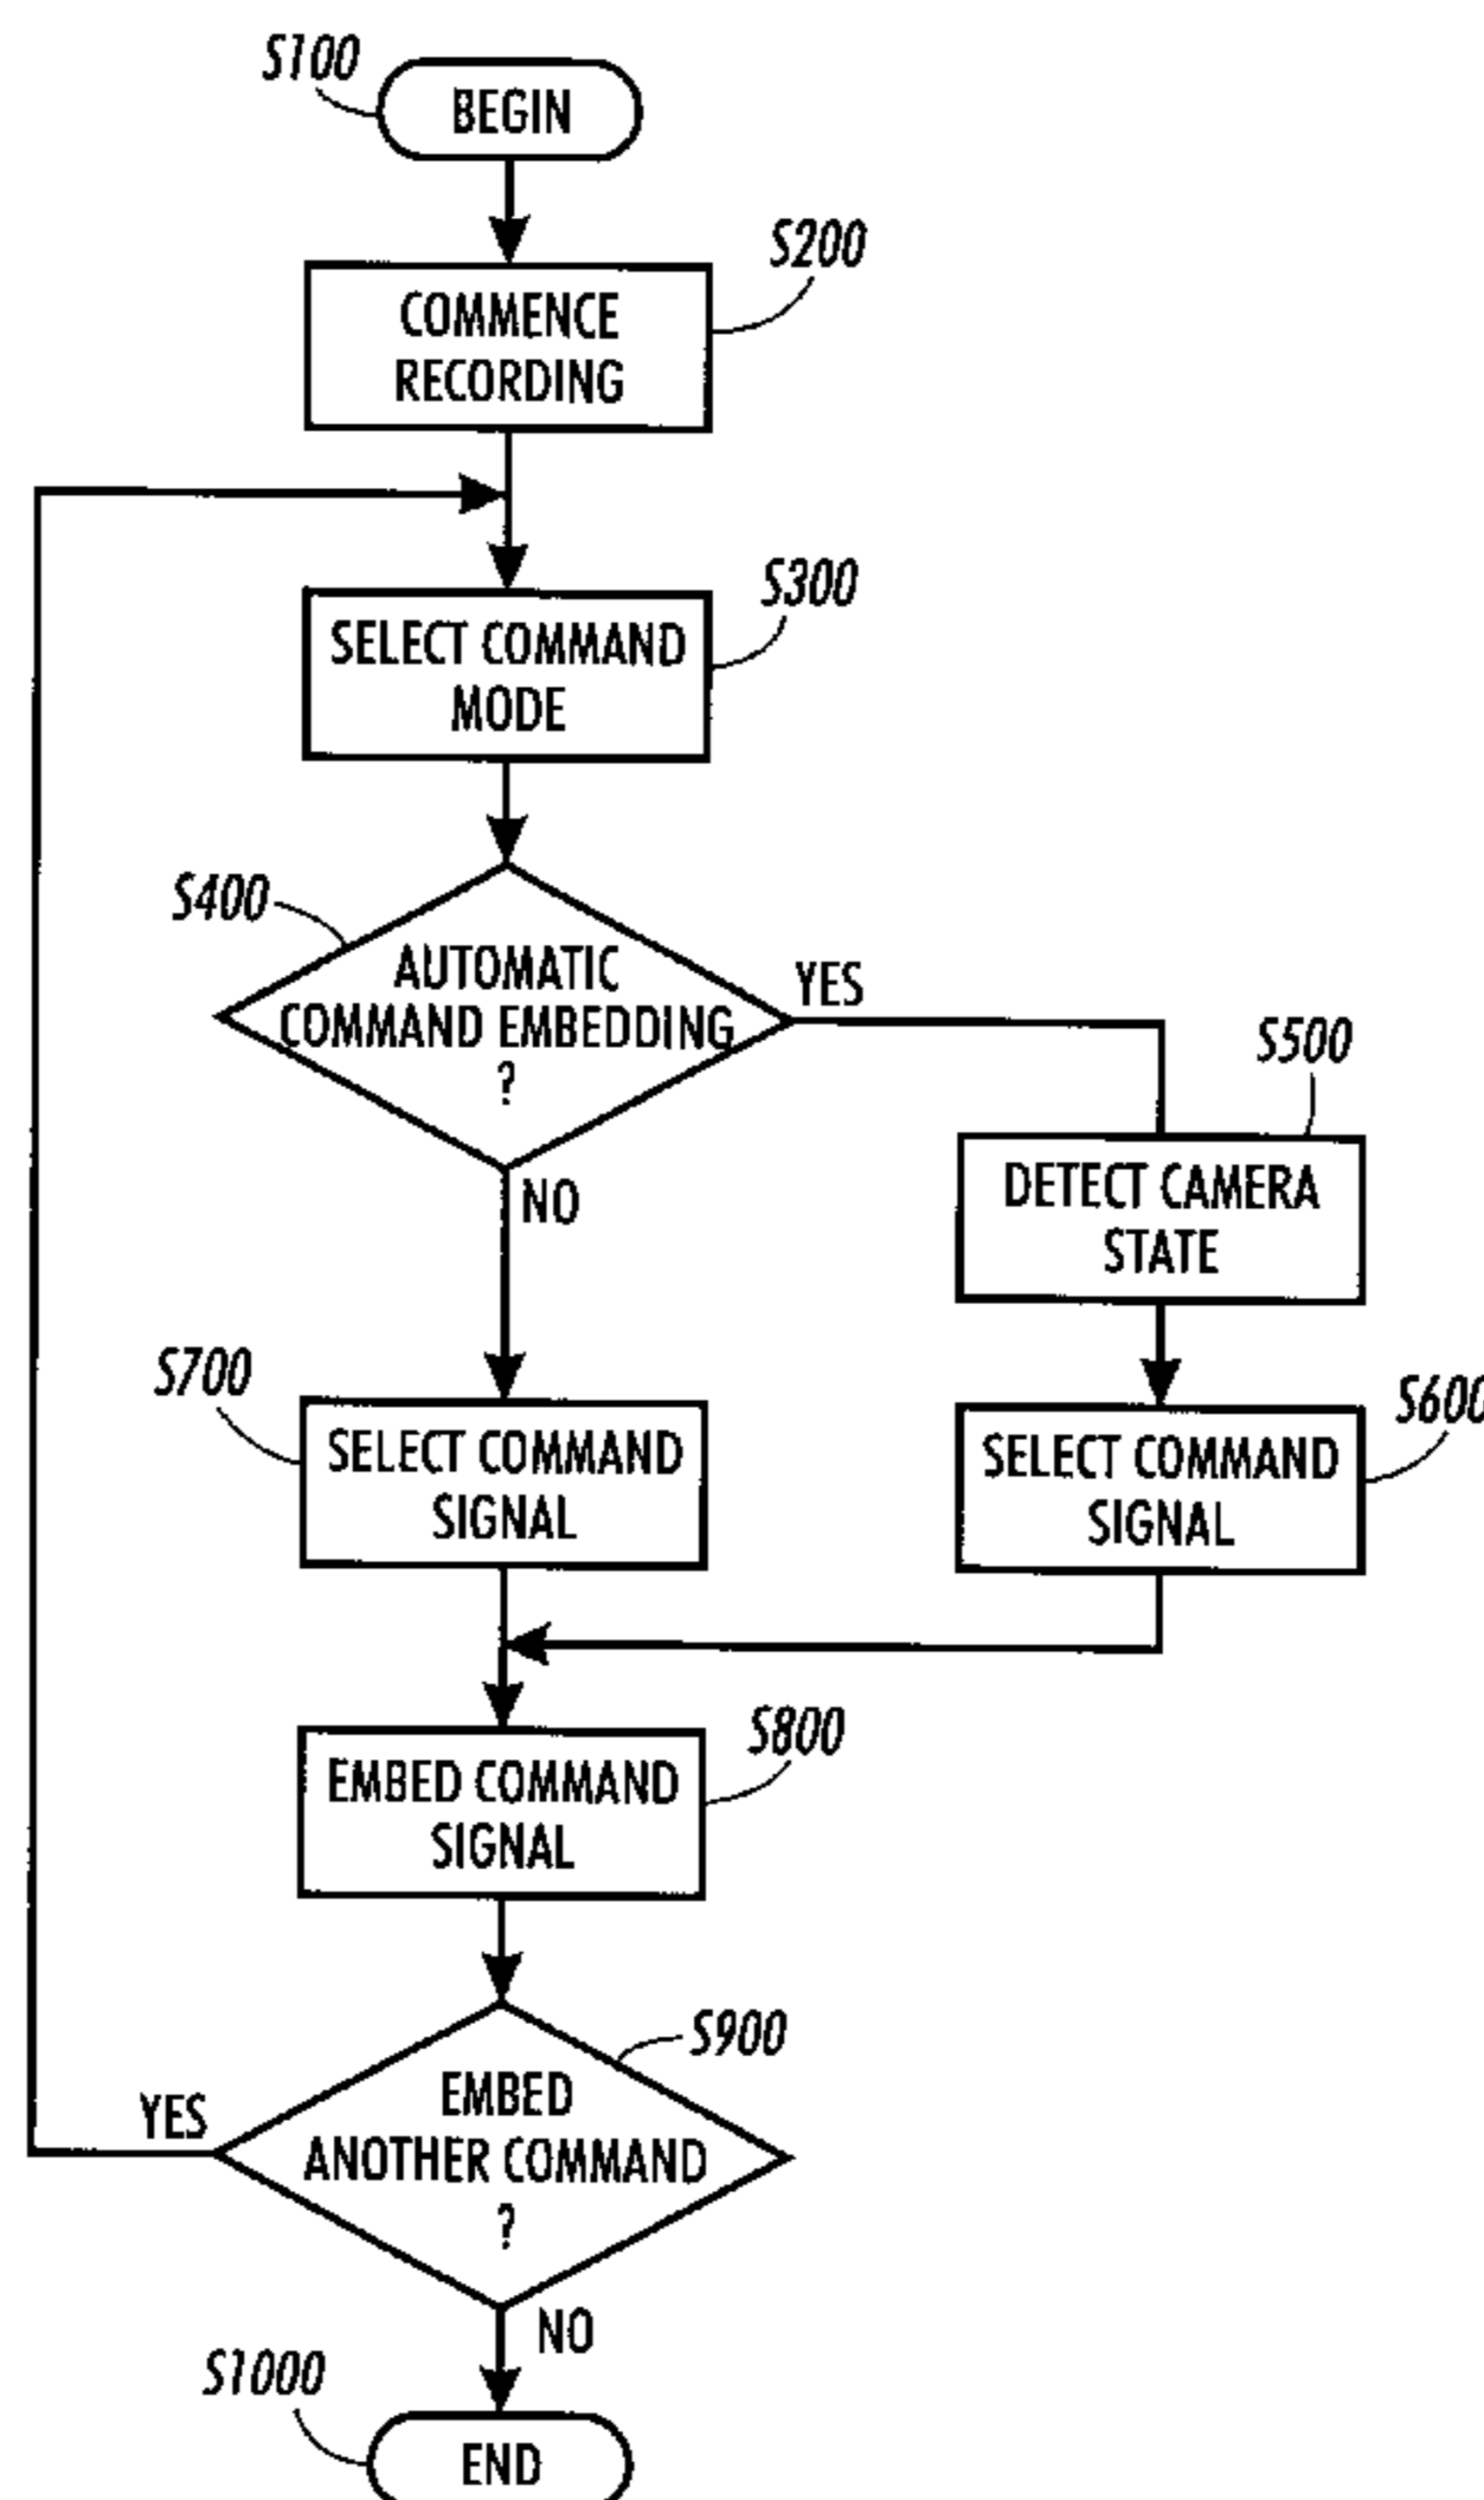 S100
BEGIN
S200
COMMENCE
RECORDING
S300
SELECT COMMAND
MODE
S400
AUTOMATIC
COMMAND EMBEDDING
?
YES
NO
S500
DETECT CAMERA
STATE
S600
SELECT COMMAND
SIGNAL
S700
SELECT COMMAND
SIGNAL
S800
EMBED COMMAND
SIGNAL
S900
EMBED
ANOTHER COMMAND
?
YES
NO
S1000
END